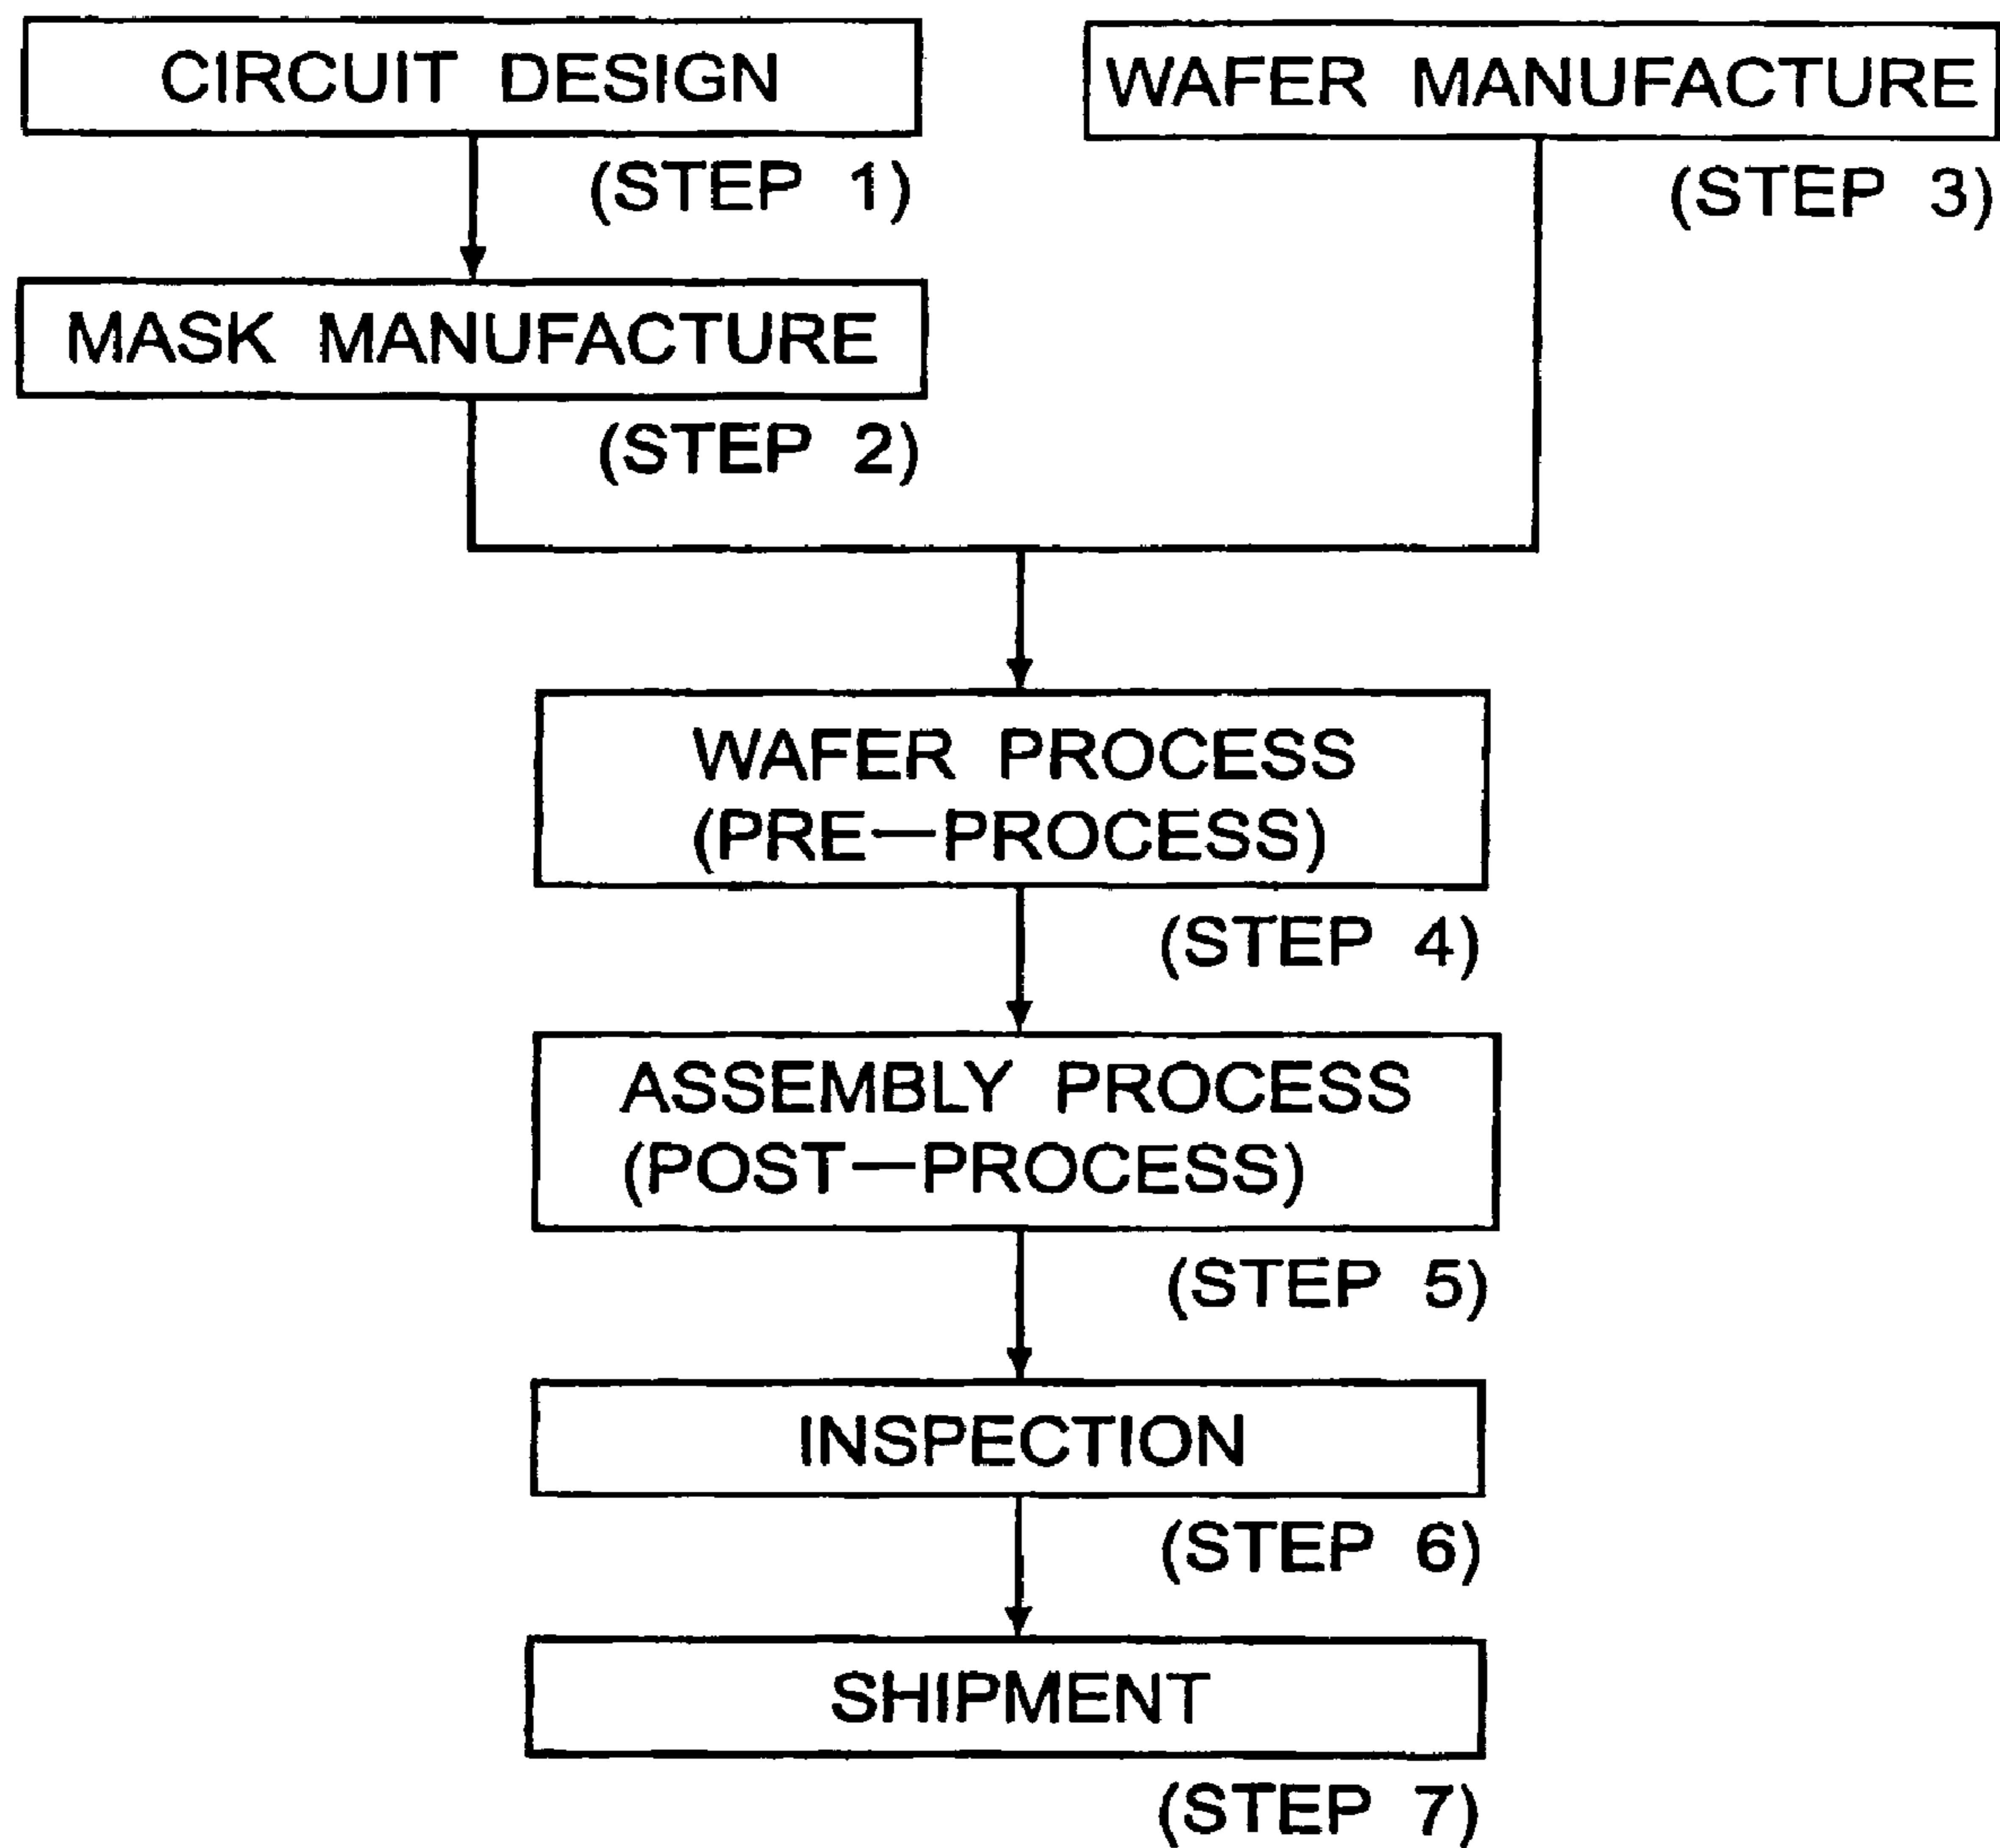 CIRCUIT DESIGN
(STEP 1)
WAFER MANUFACTURE
(STEP 3)
MASK MANUFACTURE
(STEP 2)
WAFER PROCESS
(PRE—PROCESS)
(STEP 4)
ASSEMBLY PROCESS
(POST—PROCESS)
(STEP 5)
INSPECTION
(STEP 6)
SHIPMENT
(STEP 7)